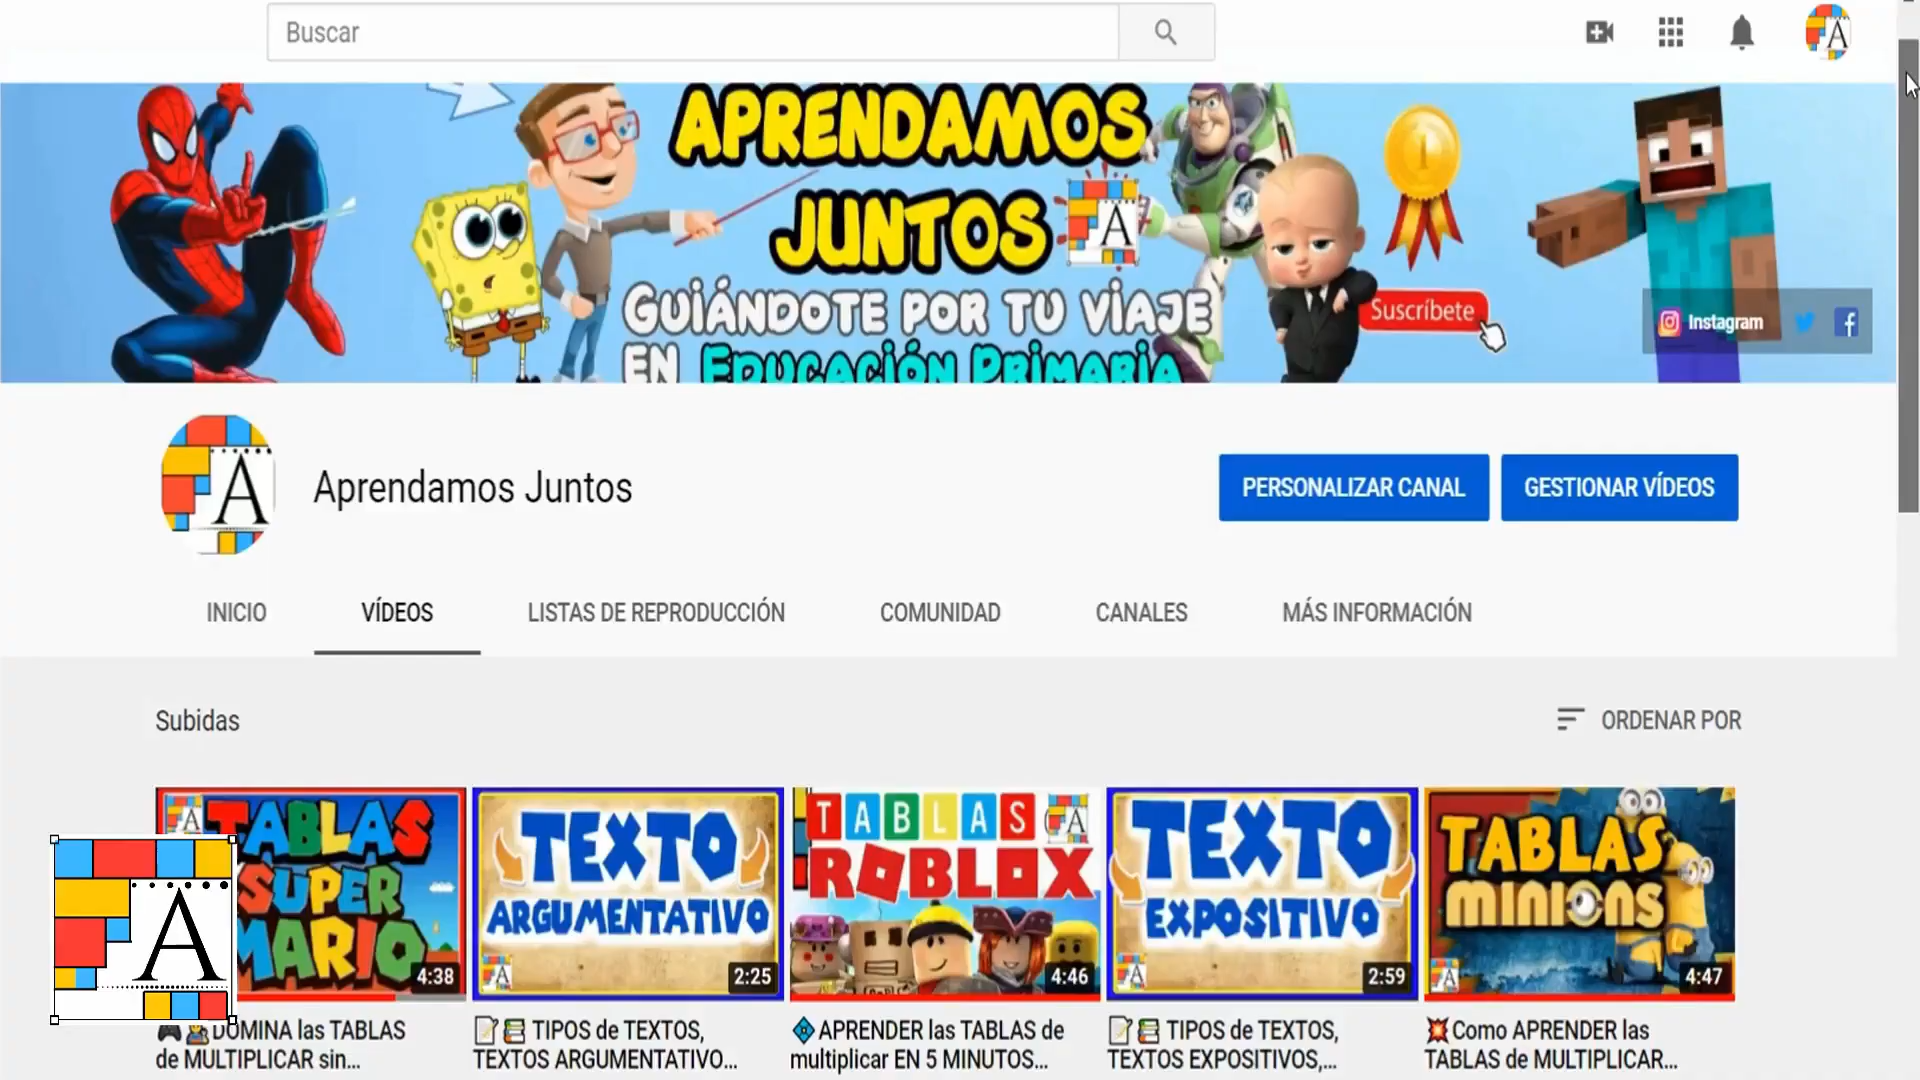 Buscar
APRENDAMOS
JUNTOS
A
GUIÁNDOTE POR TU VIAJE
EN EDUCACIÓN PRIMARIA
1
Suscríbete
Instagram
A
Aprendamos Juntos
PERSONALIZAR CANAL
GESTIONAR VÍDEOS
INICIO
VÍDEOS
LISTAS DE REPRODUCCIÓN
COMUNIDAD
CANALES
MÁS INFORMACIÓN
Subidas
ORDENAR POR
TABLAS
SUPER
MARIO
4:38
TEXTO
ARGUMENTATIVO
2:25
TABLAS
ROBLOX
4:46
TEXTO
EXPOSITIVO
2:59
TABLAS
MINIONS
4:47
A
DOMINA las TABLAS
de MULTIPLICAR sin...
TIPOS de TEXTOS,
TEXTOS ARGUMENTATIVO...
APRENDER las TABLAS de
multiplicar EN 5 MINUTOS...
TIPOS de TEXTOS,
TEXTOS EXPOSITIVOS,...
Como APRENDER las
TABLAS de MULTIPLICAR...